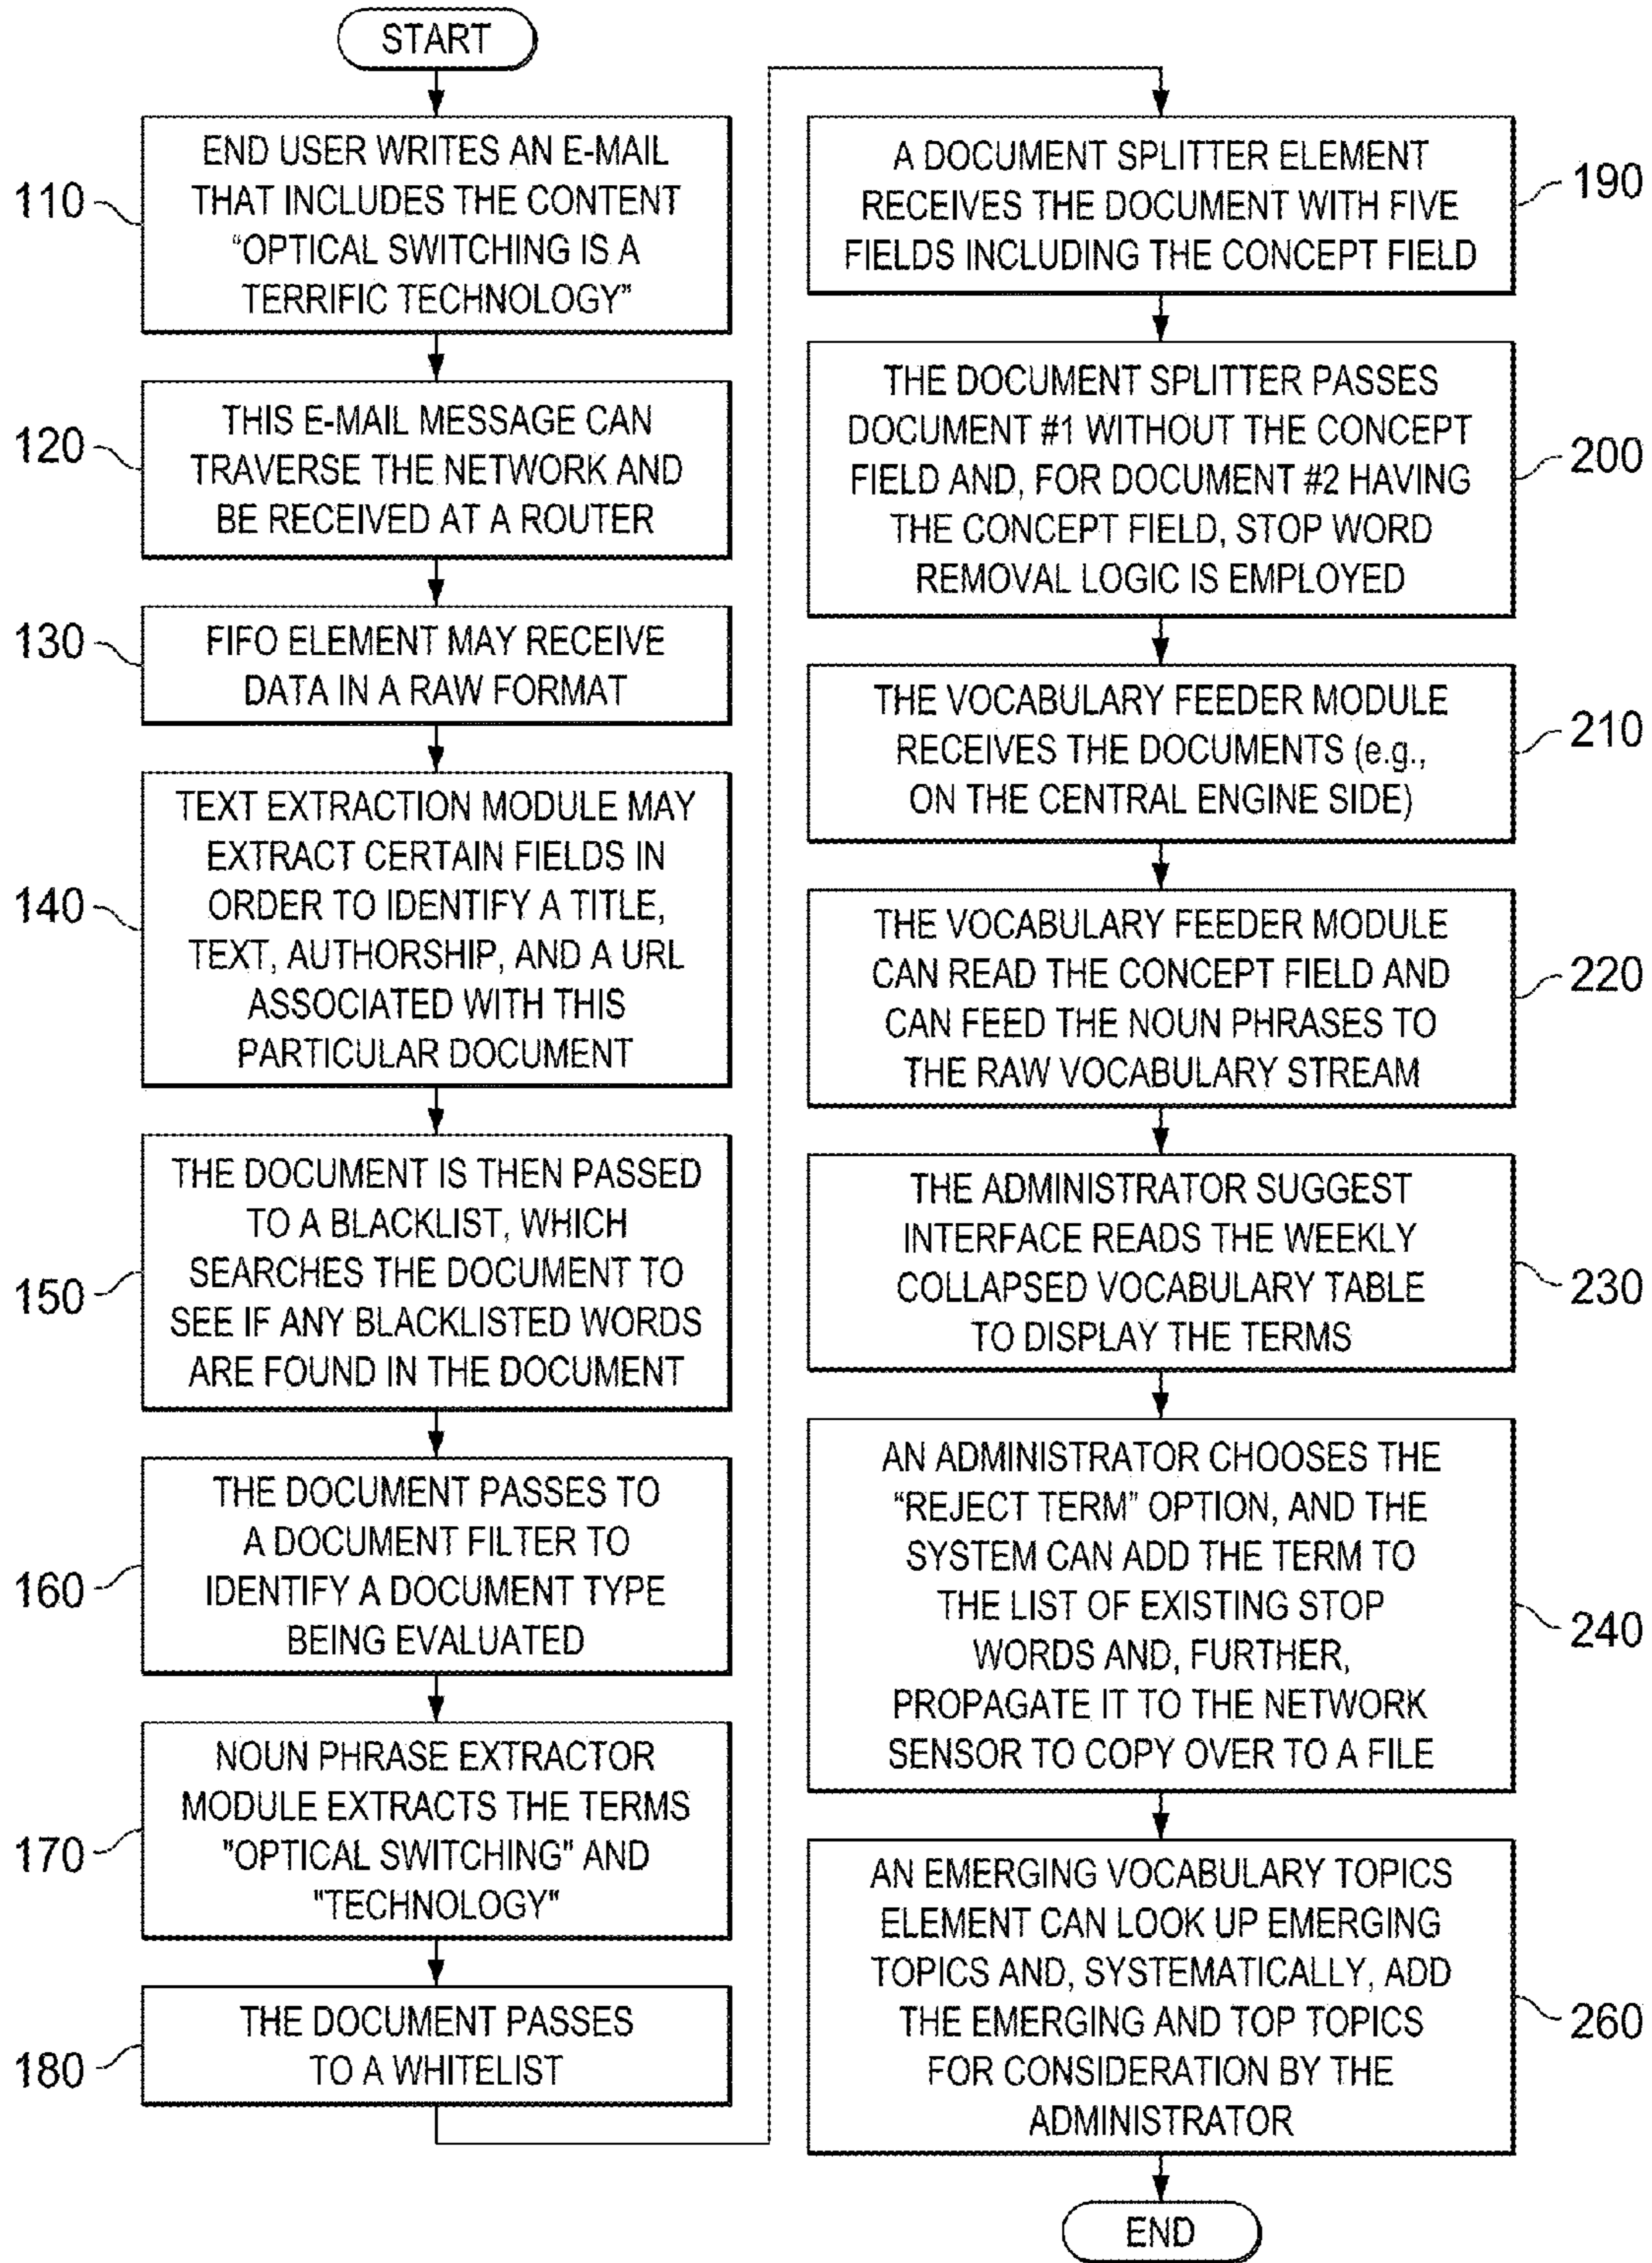 START
110
END USER WRITES AN E-MAIL
THAT INCLUDES THE CONTENT
“OPTICAL SWITCHING IS A
TERRIFIC TECHNOLOGY”
120
THIS E-MAIL MESSAGE CAN
TRAVERSE THE NETWORK AND
BE RECEIVED AT A ROUTER
130
FIFO ELEMENT MAY RECEIVE
DATA IN A RAW FORMAT
140
TEXT EXTRACTION MODULE MAY
EXTRACT CERTAIN FIELDS IN
ORDER TO IDENTIFY A TITLE,
TEXT, AUTHORSHIP, AND A URL
ASSOCIATED WITH THIS
PARTICULAR DOCUMENT
150
THE DOCUMENT IS THEN PASSED
TO A BLACKLIST, WHICH
SEARCHES THE DOCUMENT TO
SEE IF ANY BLACKLISTED WORDS
ARE FOUND IN THE DOCUMENT
160
THE DOCUMENT PASSES TO
A DOCUMENT FILTER TO
IDENTIFY A DOCUMENT TYPE
BEING EVALUATED
170
NOUN PHRASE EXTRACTOR
MODULE EXTRACTS THE TERMS
"OPTICAL SWITCHING" AND
"TECHNOLOGY"
180
THE DOCUMENT PASSES
TO A WHITELIST
A DOCUMENT SPLITTER ELEMENT
RECEIVES THE DOCUMENT WITH FIVE
FIELDS INCLUDING THE CONCEPT FIELD
190
THE DOCUMENT SPLITTER PASSES
DOCUMENT #1 WITHOUT THE CONCEPT
FIELD AND, FOR DOCUMENT #2 HAVING
THE CONCEPT FIELD, STOP WORD
REMOVAL LOGIC IS EMPLOYED
200
THE VOCABULARY FEEDER MODULE
RECEIVES THE DOCUMENTS (e.g.,
ON THE CENTRAL ENGINE SIDE)
210
THE VOCABULARY FEEDER MODULE
CAN READ THE CONCEPT FIELD AND
CAN FEED THE NOUN PHRASES TO
THE RAW VOCABULARY STREAM
220
THE ADMINISTRATOR SUGGEST
INTERFACE READS THE WEEKLY
COLLAPSED VOCABULARY TABLE
TO DISPLAY THE TERMS
230
AN ADMINISTRATOR CHOOSES THE
“REJECT TERM” OPTION, AND THE
SYSTEM CAN ADD THE TERM TO
THE LIST OF EXISTING STOP
WORDS AND, FURTHER,
PROPAGATE IT TO THE NETWORK
SENSOR TO COPY OVER TO A FILE
240
AN EMERGING VOCABULARY TOPICS
ELEMENT CAN LOOK UP EMERGING
TOPICS AND, SYSTEMATICALLY, ADD
THE EMERGING AND TOP TOPICS
FOR CONSIDERATION BY THE
ADMINISTRATOR
260
END